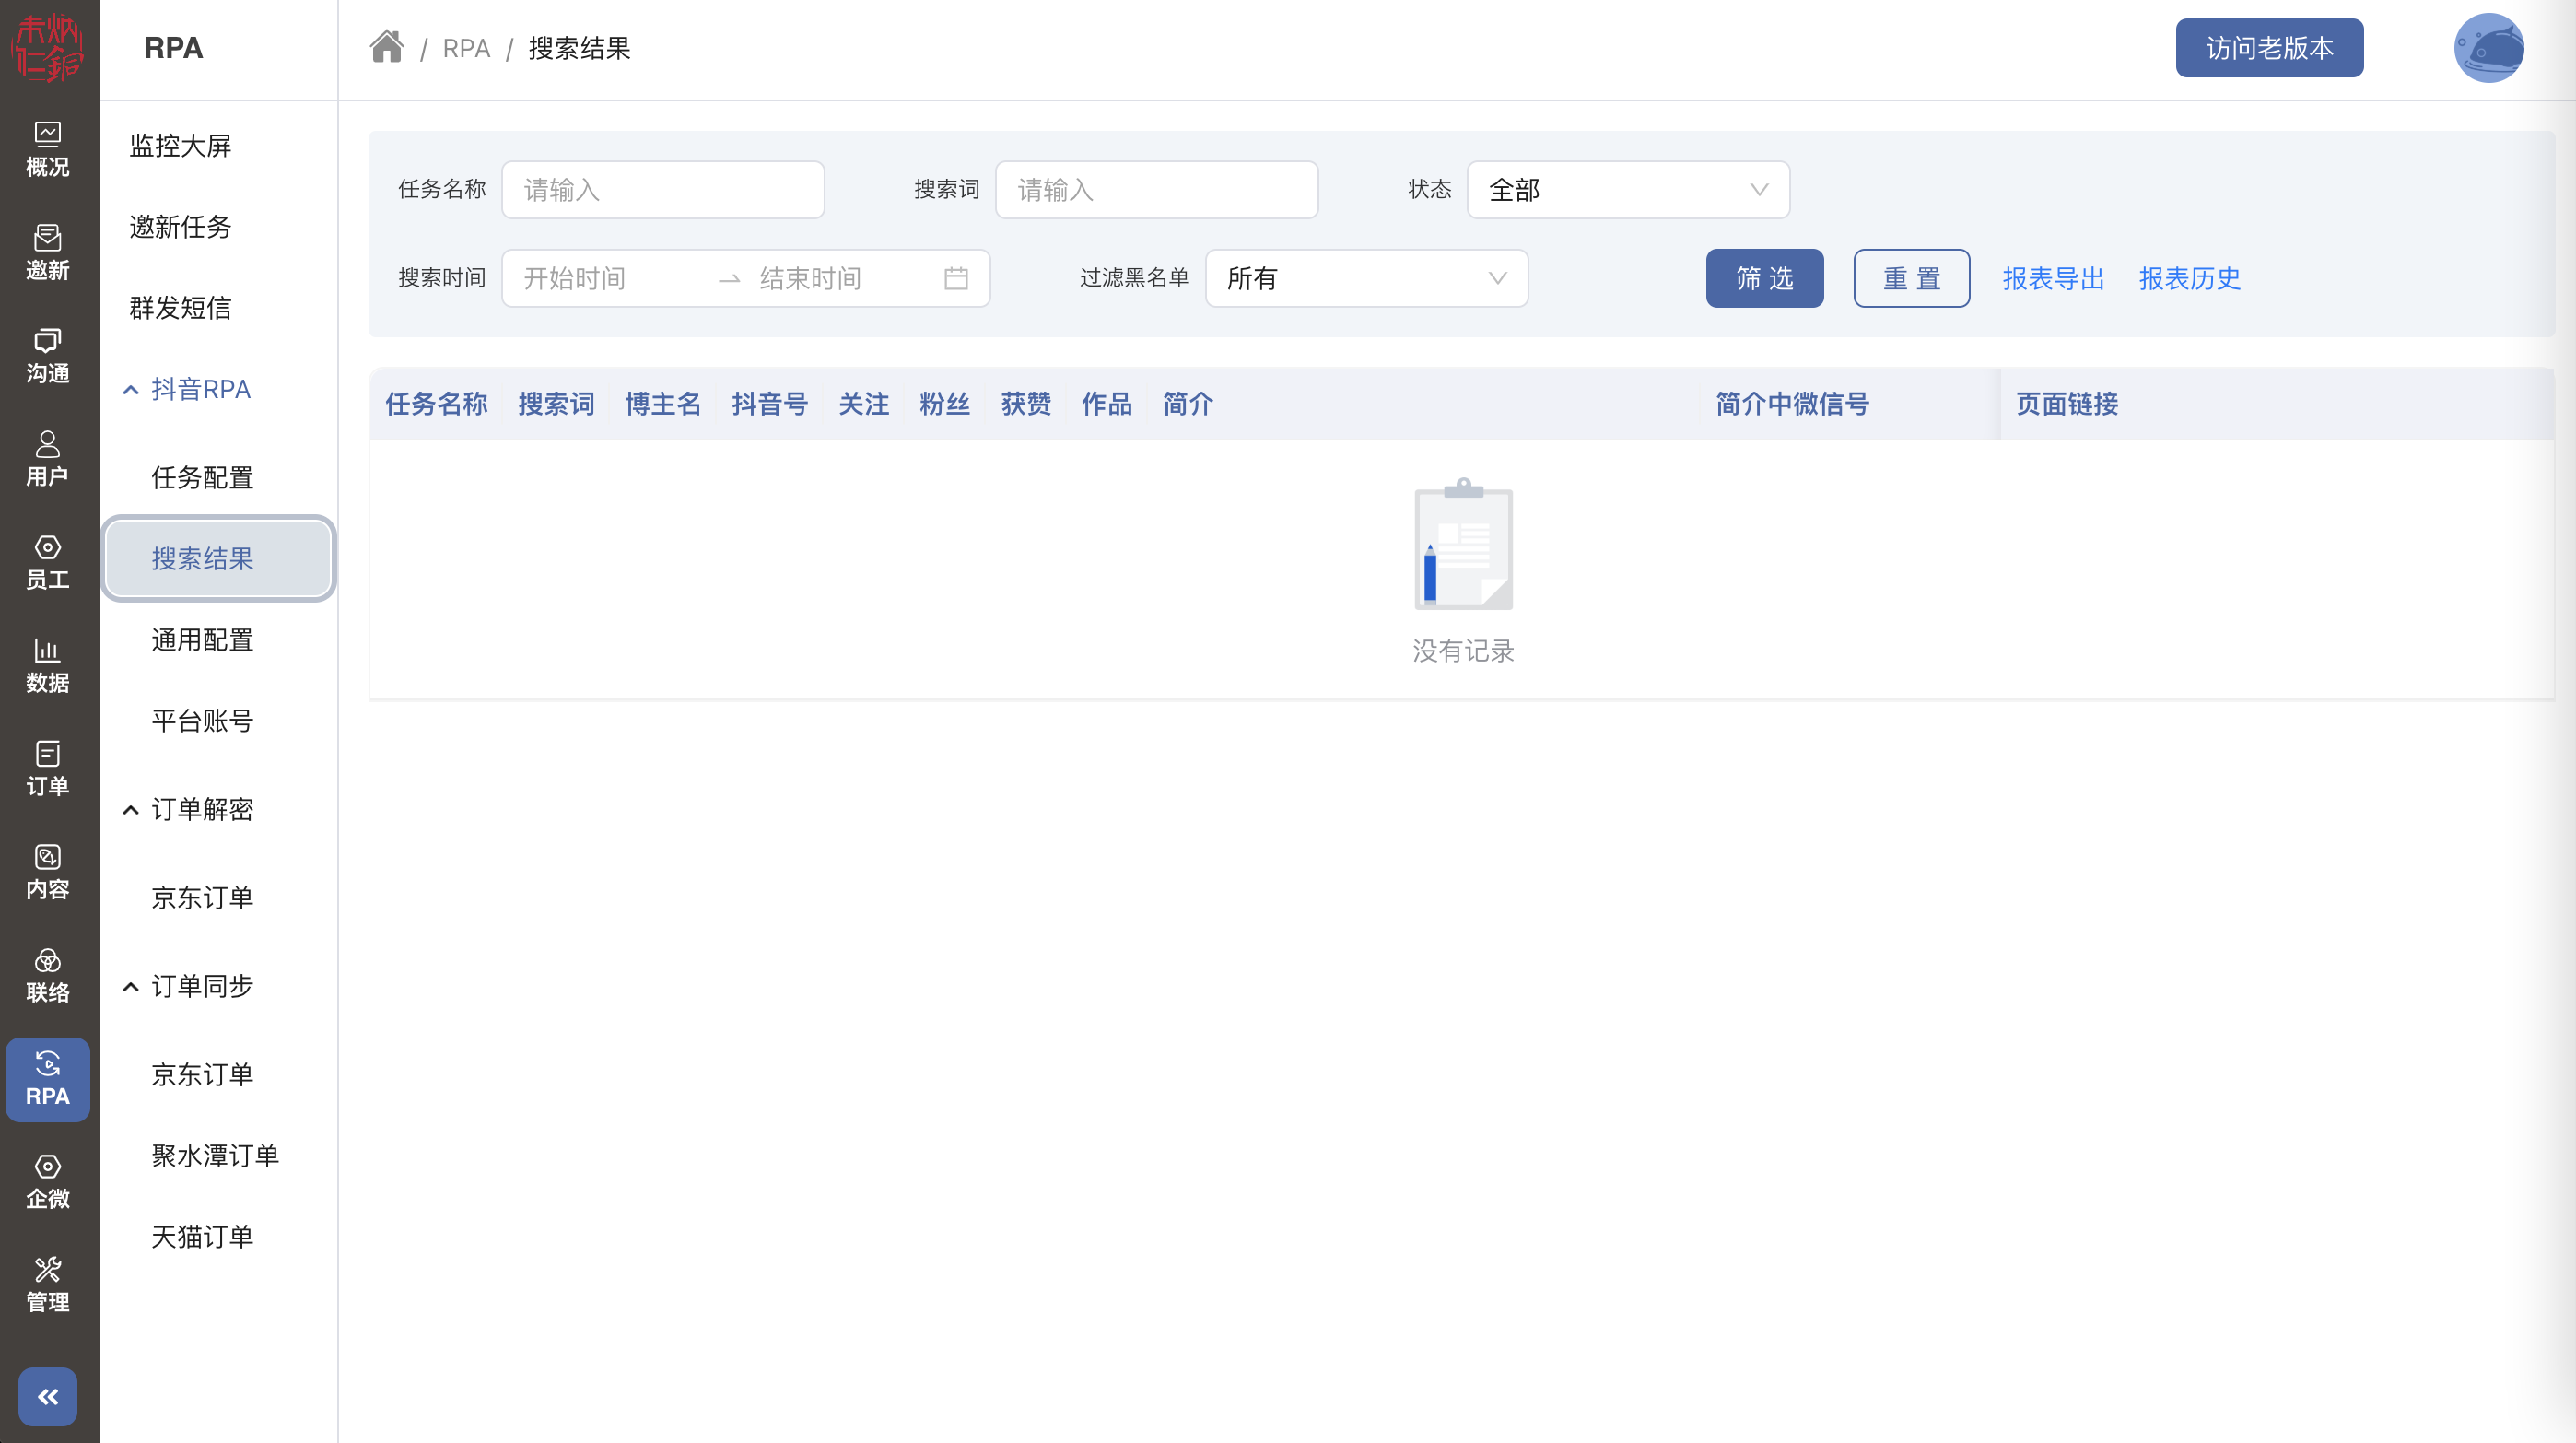 RPA
/ RPA / 搜索结果
访问老版本
概况
邀新
沟通
用户
员工
数据
订单
内容
联络
RPA
企微
管理
监控大屏
邀新任务
群发短信
抖音RPA
任务配置
搜索结果
通用配置
平台账号
订单解密
京东订单
订单同步
京东订单
聚水潭订单
天猫订单
任务名称 请输入 搜索词 请输入 状态 全部
搜索时间 开始时间 结束时间 过滤黑名单 所有 筛 选 重 置 报表导出 报表历史
任务名称 搜索词 博主名 抖音号 关注 粉丝 获赞 作品 简介 简介中微信号 页面链接
没有记录